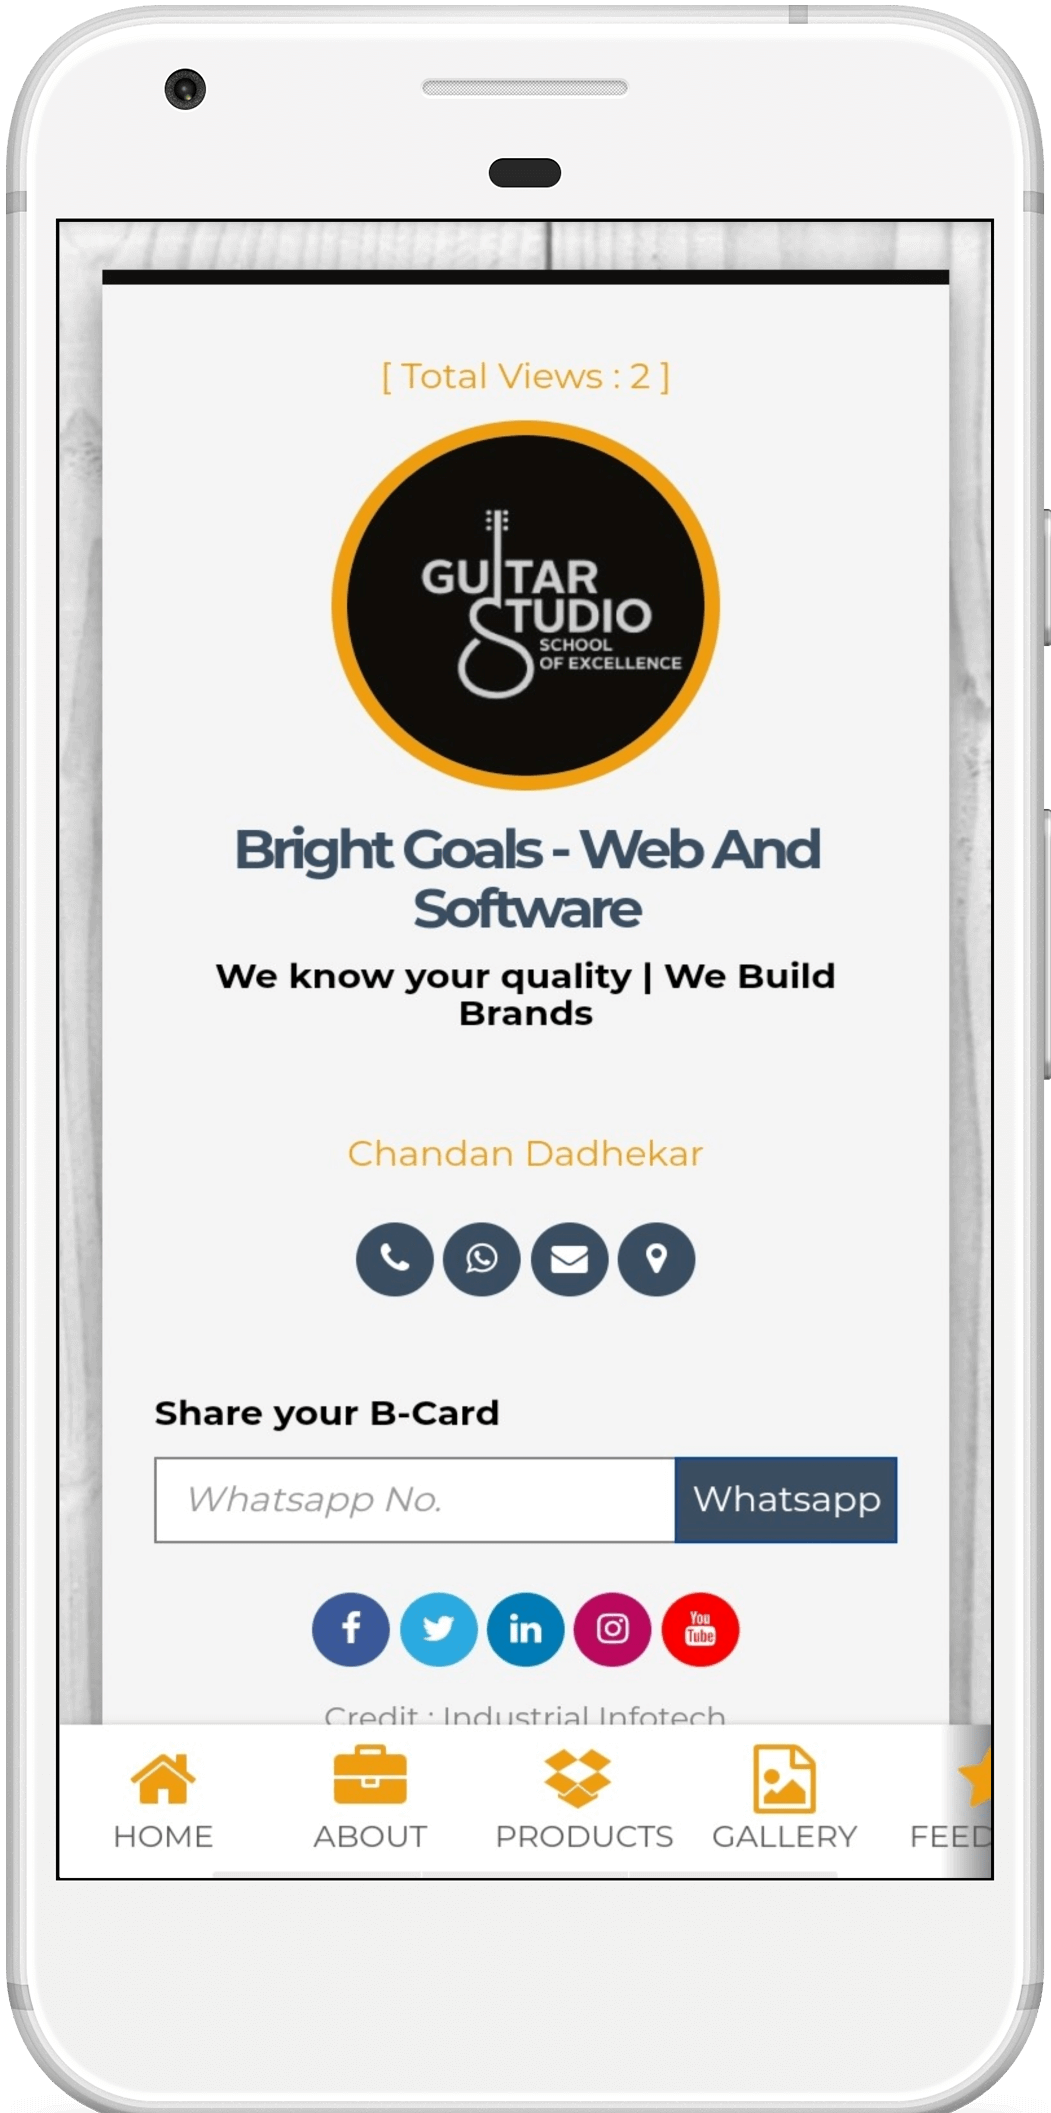 [ Total Views : 2 ]
GUITAR
STUDIO
SCHOOL
OF EXCELLENCE
Bright Goals - Web And
Software
We know your quality | We Build
Brands
Chandan Dadhekar
Share your B-Card
Whatsapp No.
Whatsapp
You
Tube
Credit : Industrial Infotech
HOME
ABOUT
PRODUCTS
GALLERY
FEED